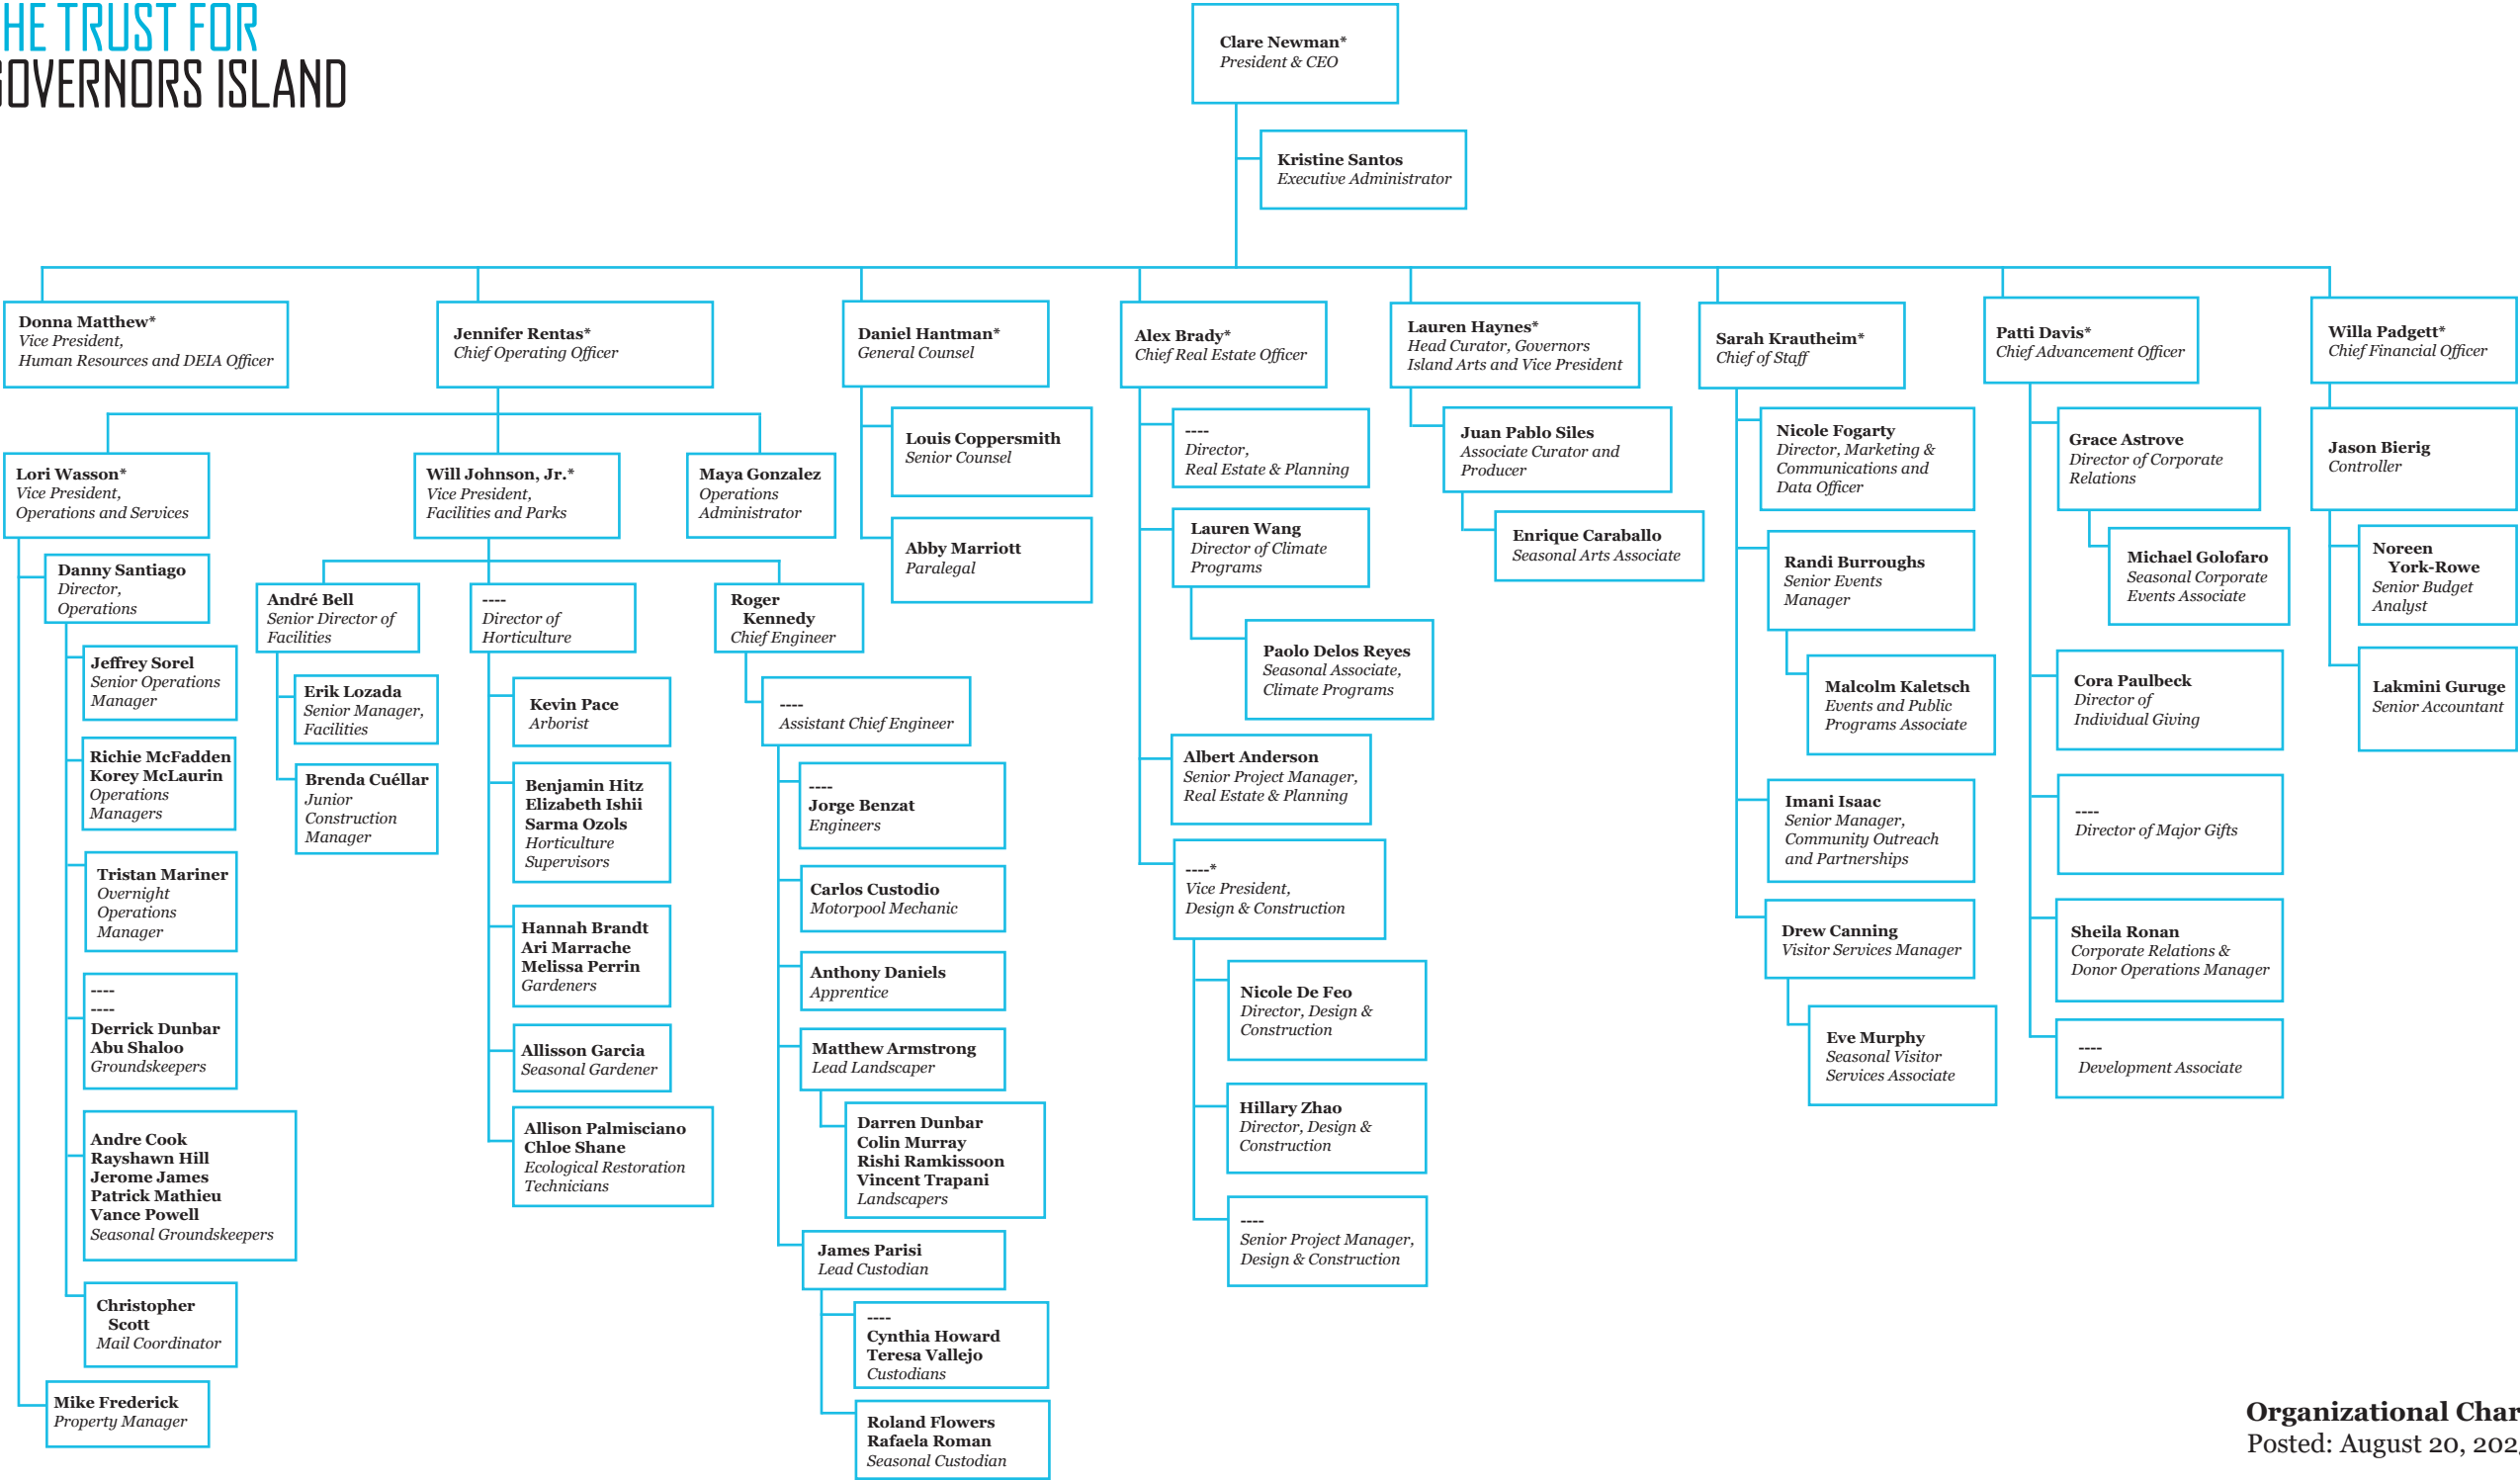 HE TRUST FOR
GOVERNORS ISLAND
Clare Newman*
President & CEO
Kristine Santos
Executive Administrator
Donna Matthew*
Vice President,
Human Resources and DEIA Officer
Jennifer Rentas*
Chief Operating Officer
Daniel Hantman*
General Counsel
Alex Brady*
Chief Real Estate Officer
Lauren Haynes*
Head Curator, Governors
Island Arts and Vice President
Sarah Krautheim*
Chief of Staff
Patti Davis*
Chief Advancement Officer
Willa Padgett*
Chief Financial Officer
Lori Wasson*
Vice President,
Operations and Services
Will Johnson, Jr.*
Vice President,
Facilities and Parks
Maya Gonzalez
Operations
Administrator
Danny Santiago
Director,
Operations
Jeffrey Sorel
Senior Operations
Manager
Richie McFadden
Korey McLaurin
Operations
Managers
Tristan Mariner
Overnight
Operations
Manager
----
----
Derrick Dunbar
Abu Shaloo
Groundskeepers
Andre Cook
Rayshawn Hill
Jerome James
Patrick Mathieu
Vance Powell
Seasonal Groundskeepers
Christopher
Scott
Mail Coordinator
Mike Frederick
Property Manager
André Bell
Senior Director of
Facilities
Erik Lozada
Senior Manager,
Facilities
Brenda Cuéllar
Junior
Construction
Manager
----
Director of
Horticulture
Kevin Pace
Arborist
Benjamin Hitz
Elizabeth Ishii
Sarma Ozols
Horticulture
Supervisors
Hannah Brandt
Ari Marrache
Melissa Perrin
Gardeners
Allisson Garcia
Seasonal Gardener
Allison Palmisciano
Chloe Shane
Ecological Restoration
Technicians
Roger
Kennedy
Chief Engineer
----
Assistant Chief Engineer
----
Jorge Benzat
Engineers
Carlos Custodio
Motorpool Mechanic
Anthony Daniels
Apprentice
Matthew Armstrong
Lead Landscaper
Darren Dunbar
Colin Murray
Rishi Ramkissoon
Vincent Trapani
Landscapers
James Parisi
Lead Custodian
----
Cynthia Howard
Teresa Vallejo
Custodians
Roland Flowers
Rafaela Roman
Seasonal Custodian
Louis Coppersmith
Senior Counsel
Abby Marriott
Paralegal
----
Director,
Real Estate & Planning
Lauren Wang
Director of Climate
Programs
Paolo Delos Reyes
Seasonal Associate,
Climate Programs
Albert Anderson
Senior Project Manager,
Real Estate & Planning
----*
Vice President,
Design & Construction
Nicole De Feo
Director, Design &
Construction
Hillary Zhao
Director, Design &
Construction
----
Senior Project Manager,
Design & Construction
Juan Pablo Siles
Associate Curator and
Producer
Enrique Caraballo
Seasonal Arts Associate
Nicole Fogarty
Director, Marketing &
Communications and
Data Officer
Randi Burroughs
Senior Events
Manager
Malcolm Kaletsch
Events and Public
Programs Associate
Imani Isaac
Senior Manager,
Community Outreach
and Partnerships
Drew Canning
Visitor Services Manager
Eve Murphy
Seasonal Visitor
Services Associate
Grace Astrove
Director of Corporate
Relations
Michael Golofaro
Seasonal Corporate
Events Associate
Cora Paulbeck
Director of
Individual Giving
----
Director of Major Gifts
Sheila Ronan
Corporate Relations &
Donor Operations Manager
----
Development Associate
Jason Bierig
Controller
Noreen
York-Rowe
Senior Budget
Analyst
Lakmini Guruge
Senior Accountant
Organizational Char
Posted: August 20, 202